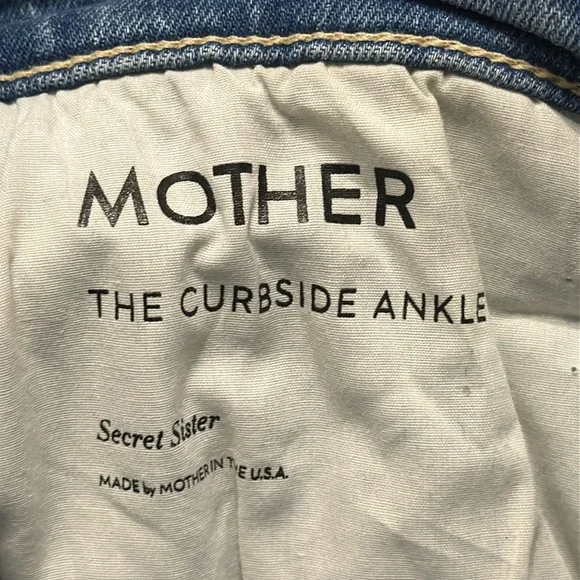 MOTHER
THE CURBSIDE ANKLE
Secret Sister
MADE by MOTHER IN THE U.S.A.